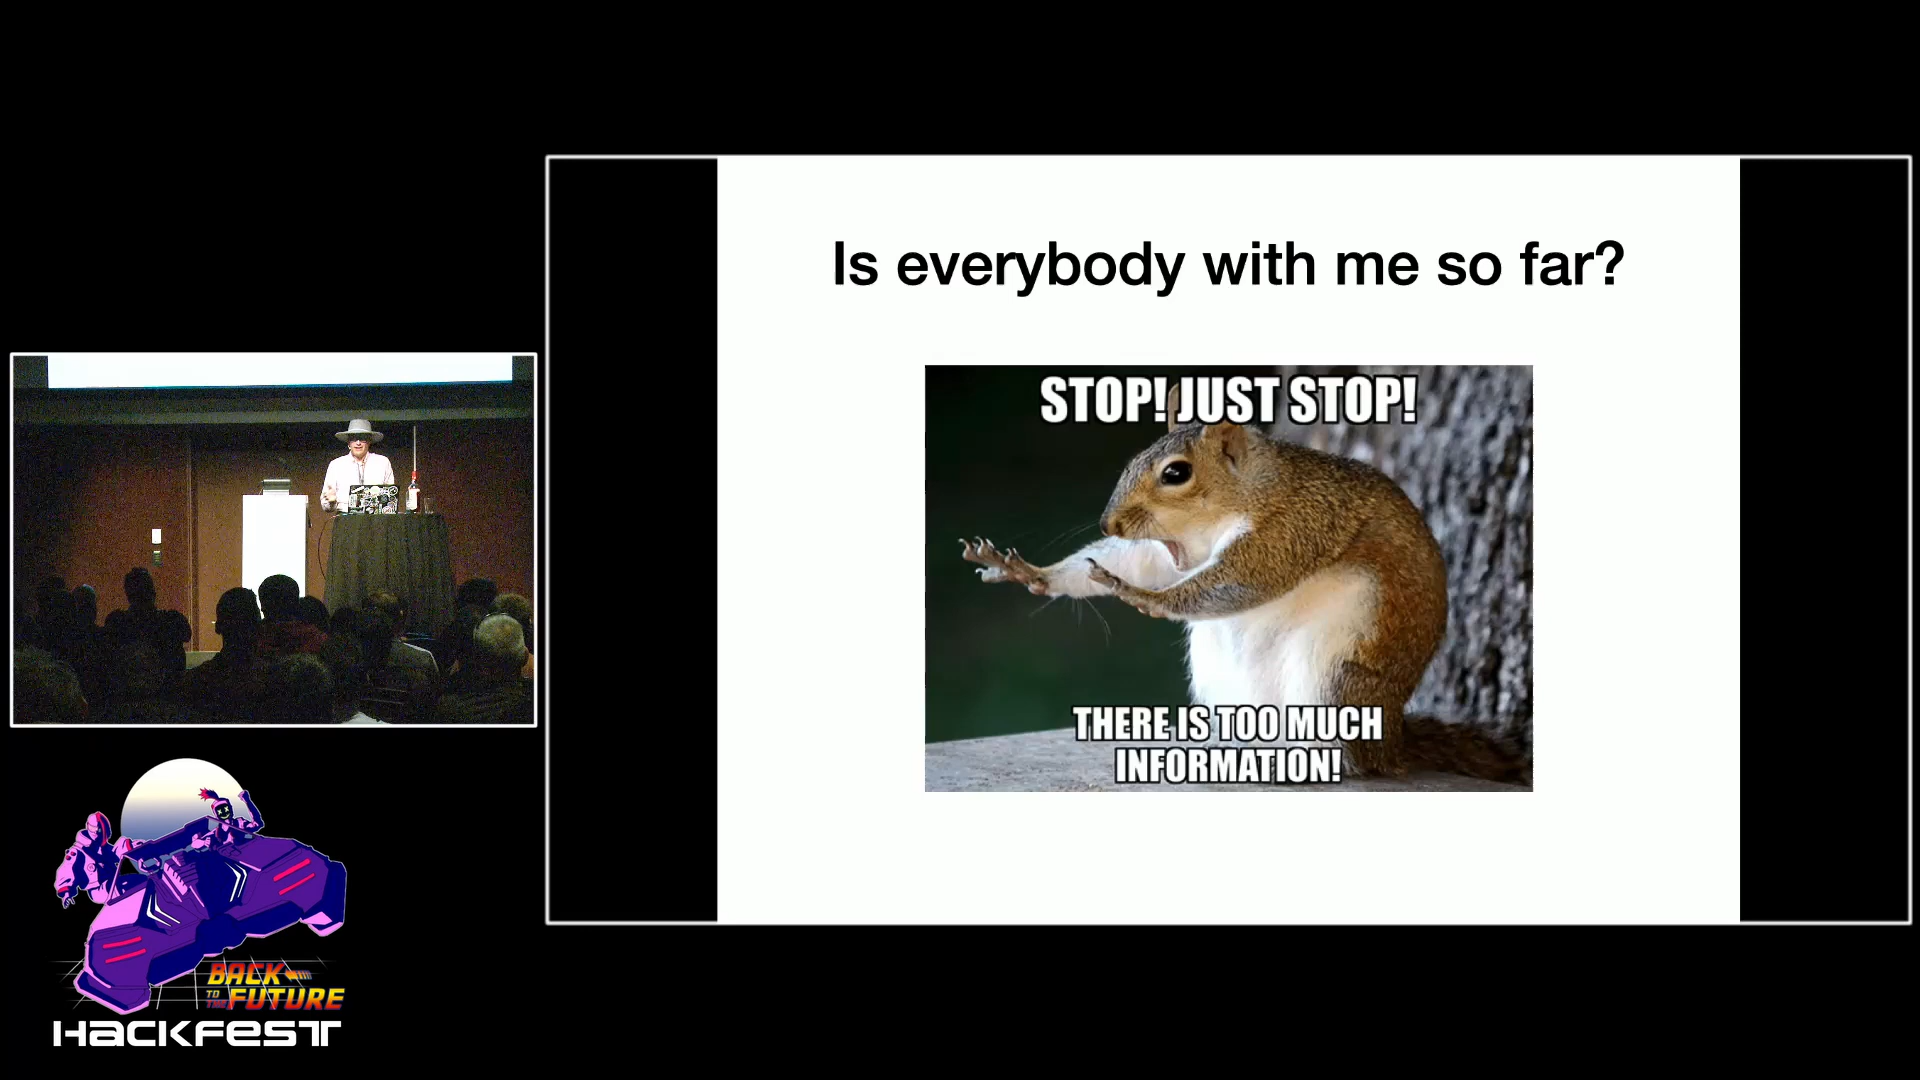 Is everybody with me so far?
STOP! JUST STOP!
THERE IS TOO MUCH
INFORMATION!
BACK
TO
THE FUTURE
HACKFEST